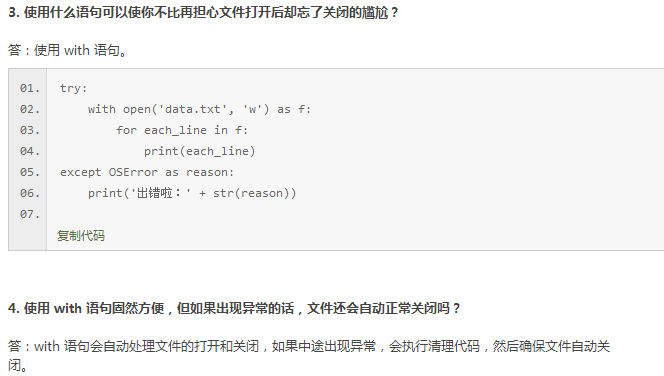 3. 使用什么语句可以使你不比再担心文件打开后却忘了关闭的尴尬？
答：使用 with 语句。
01. try:
02.     with open('data.txt', 'w') as f:
03.         for each_line in f:
04.             print(each_line)
05. except OSError as reason:
06.     print('出错啦：' + str(reason))
07.
复制代码
4. 使用 with 语句固然方便，但如果出现异常的话，文件还会自动正常关闭吗？
答：with 语句会自动处理文件的打开和关闭，如果中途出现异常，会执行清理代码，然后确保文件自动关
闭。